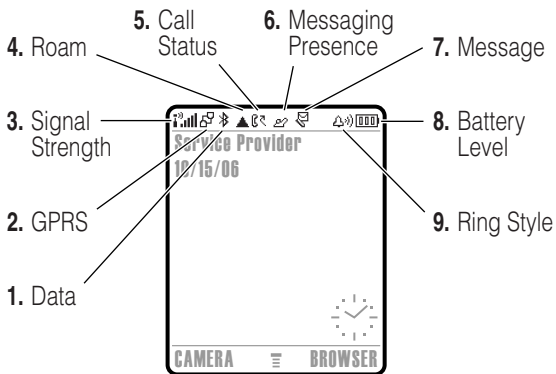 5. Call
Status
6. Messaging
Presence
4. Roam
7. Message
3. Signal
Strength
8. Battery
Level
Service Provider
10/15/06
2. GPRS
9. Ring Style
1. Data
CAMERA
BROWSER